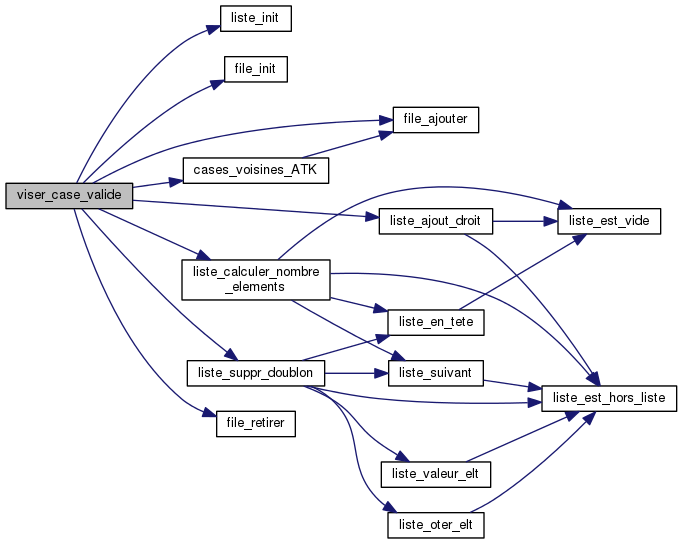 liste_init
file_init
file_ajouter
cases_voisines_ATK
viser_case_valide
liste_ajout_droit
liste_est_vide
liste_calculer_nombre
_elements
liste_en_tete
liste_suppr_doublon
liste_suivant
liste_est_hors_liste
file_retirer
liste_valeur_elt
liste_oter_elt